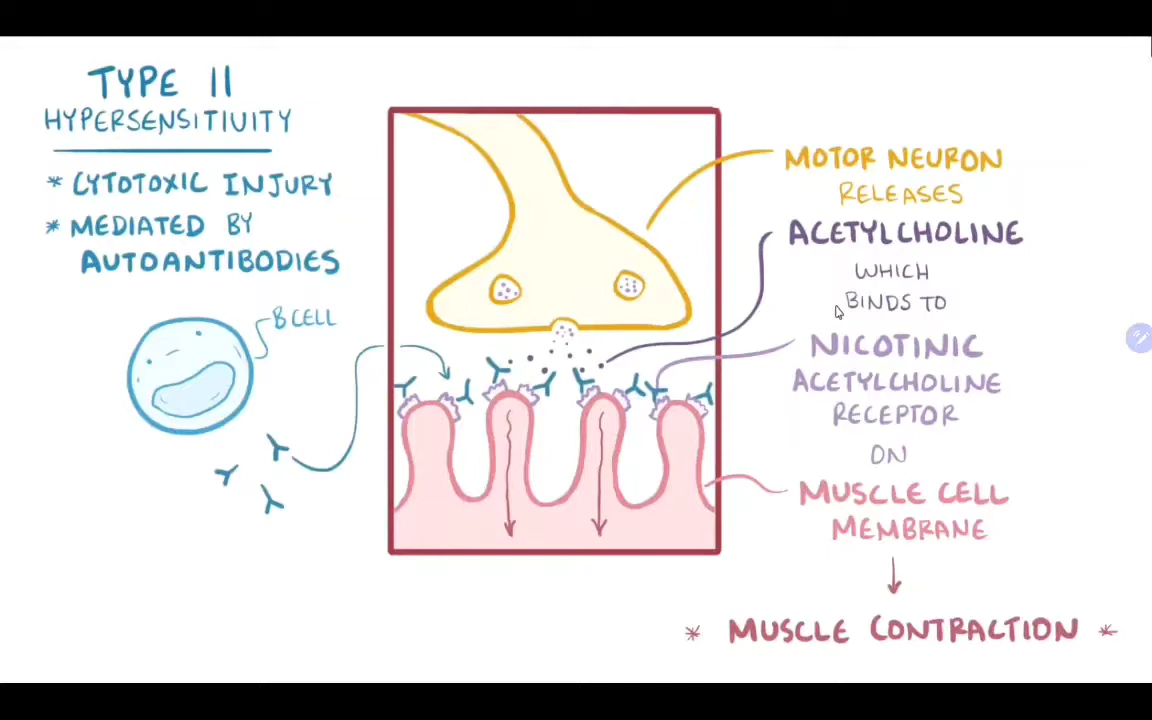 TYPE II
HYPERSENSITIVITY
* CYTOTOXIC INJURY
* MEDIATED BY
AUTOANTIBODIES
B CELL
MOTOR NEURON
RELEASES
ACETYLCHOLINE
WHICH
BINDS TO
NICOTINIC
ACETYLCHOLINE
RECEPTOR
ON
MUSCLE CELL
MEMBRANE
* MUSCLE CONTRACTION *